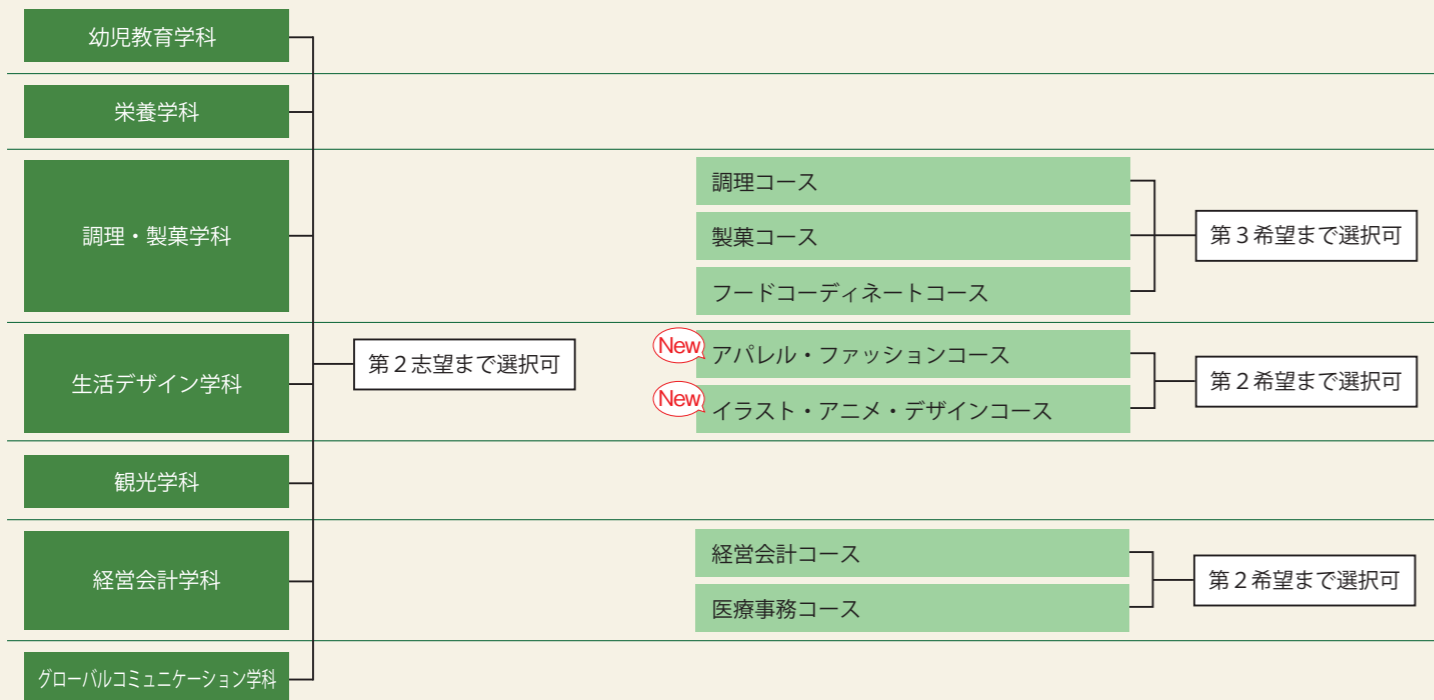 幼児教育学科
栄養学科
調理・製菓学科
調理コース
製菓コース
フードコーディネートコース
第３希望まで選択可
生活デザイン学科
第２志望まで選択可
New
アパレル・ファッションコース
New
イラスト・アニメ・デザインコース
第２希望まで選択可
観光学科
経営会計学科
経営会計コース
医療事務コース
第２希望まで選択可
グローバルコミュニケーション学科